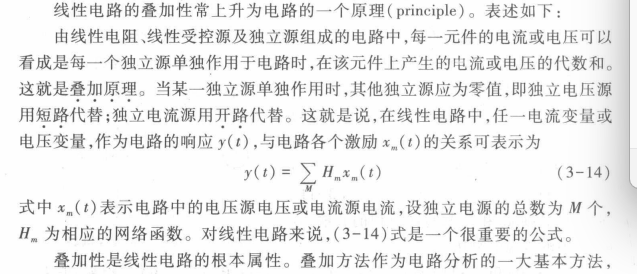 线性电路的叠加性常上升为电路的一个原理(principle)。表述如下:
由线性电阻、线性受控源及独立源组成的电路中,每一元件的电流或电压可以
看成是每一个独立源单独作用于电路时,在该元件上产生的电流或电压的代数和。
这就是叠加原理。当某一独立源单独作用时,其他独立源应为零值,即独立电压源
用短路代替;独立电流源用开路代替。这就是说,在线性电路中,任一电流变量或
电压变量,作为电路的响应 y(t),与电路各个激励 xₘ(t)的关系可表示为
y(t) = ∑_M Hₘxₘ(t) (3-14)
式中 xₘ(t)表示电路中的电压源电压或电流源电流,设独立电源的总数为 M 个,
Hₘ 为相应的网络函数。对线性电路来说,(3-14)式是一个很重要的公式。
叠加性是线性电路的根本属性。叠加方法作为电路分析的一大基本方法,